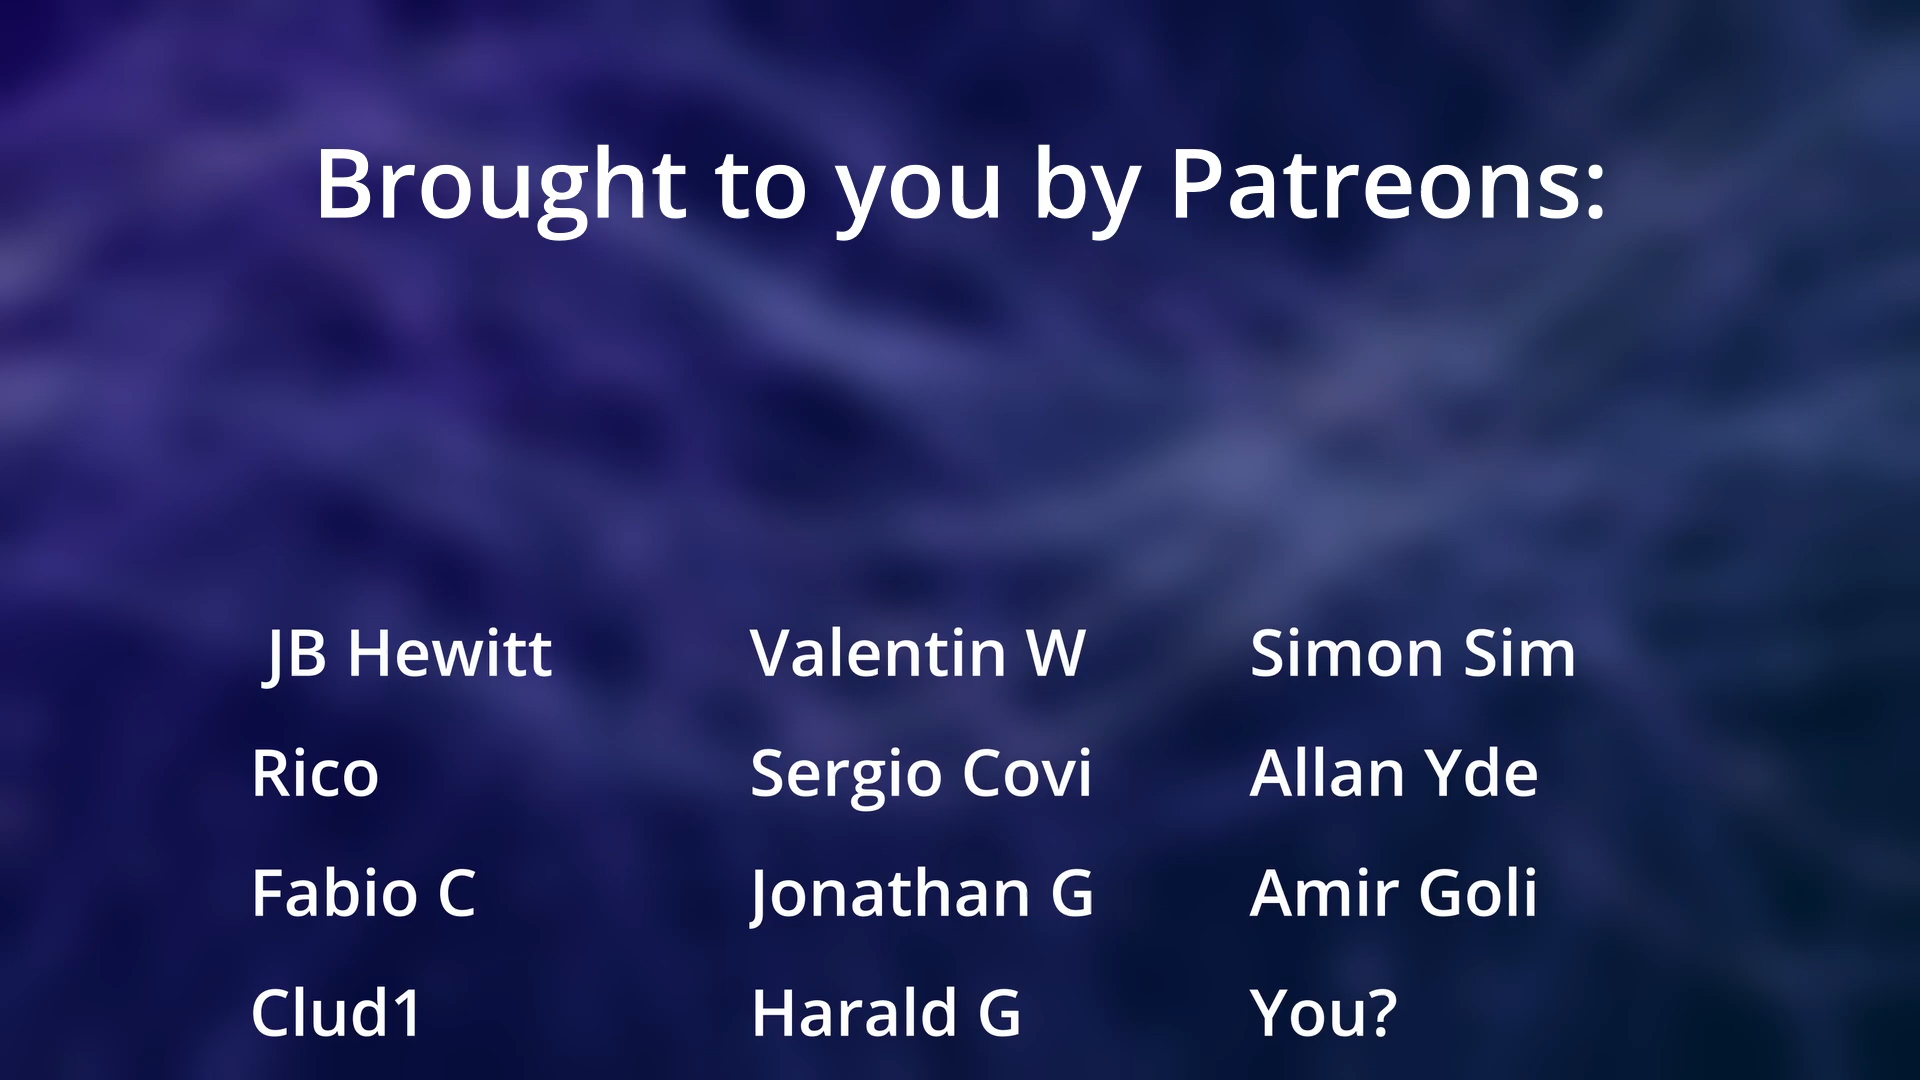 Brought to you by Patreons:
JB Hewitt Valentin W Simon Sim
Rico Sergio Covi Allan Yde
Fabio C Jonathan G Amir Goli
Clud1 Harald G You?